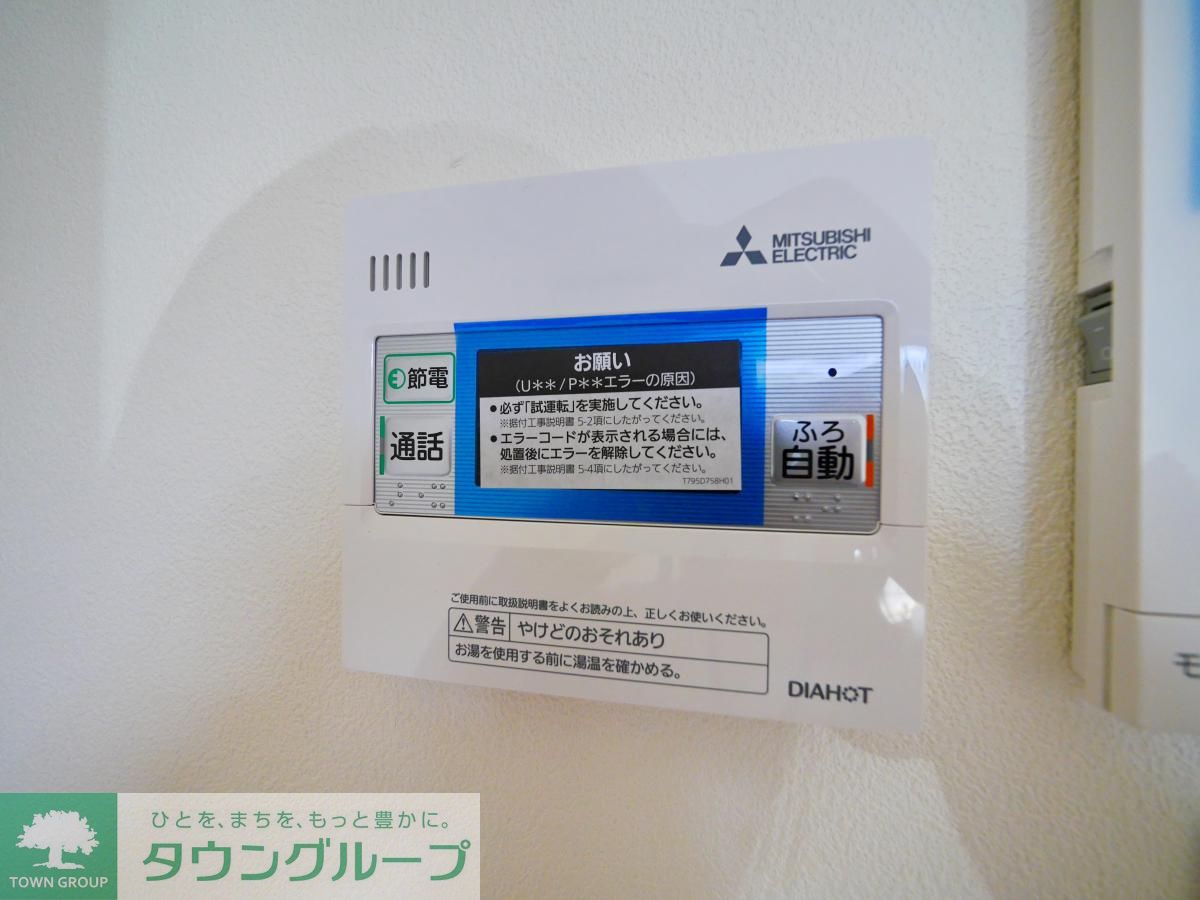 MITSUBISHI
ELECTRIC
節電
通話
お願い
(U＊＊/P＊＊エラーの原因)
●必ず「試運転」を実施してください。
※据付工事説明書 5-2項にしたがってください。
●エラーコードが表示される場合には、
処置後にエラーを解除してください。
※据付工事説明書 5-4項にしたがってください。
T795D758H01
ふろ
自動
ご使用前に取扱説明書をよくお読みの上、正しくお使いください。
警告 やけどのおそれあり
お湯を使用する前に湯温を確かめる。
DIAHOT
モ
ひとを、まちを、もっと豊かに。
タウングループ
TOWN GROUP